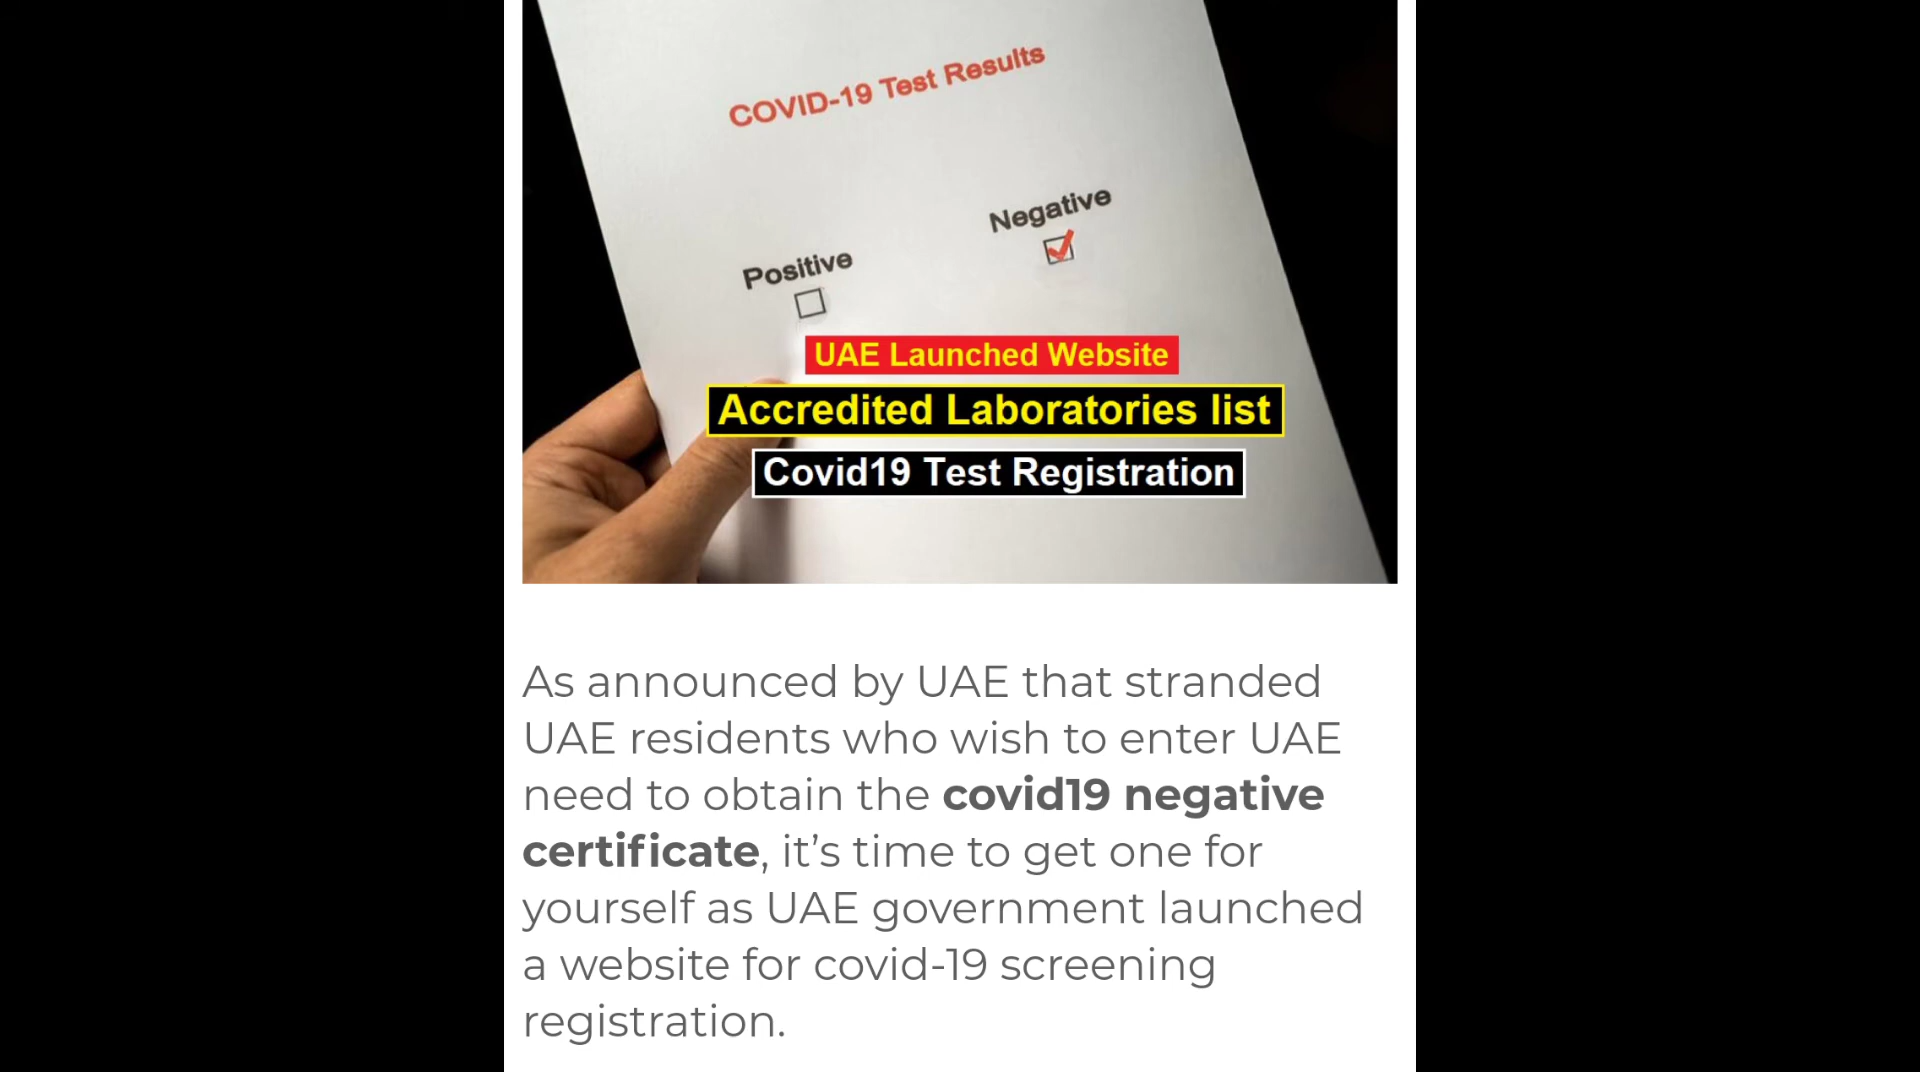 COVID-19 Test Results
Negative
Positive
UAE Launched Website
Accredited Laboratories list
Covid19 Test Registration
As announced by UAE that stranded
UAE residents who wish to enter UAE
need to obtain the covid19 negative
certificate, it’s time to get one for
yourself as UAE government launched
a website for covid-19 screening
registration.